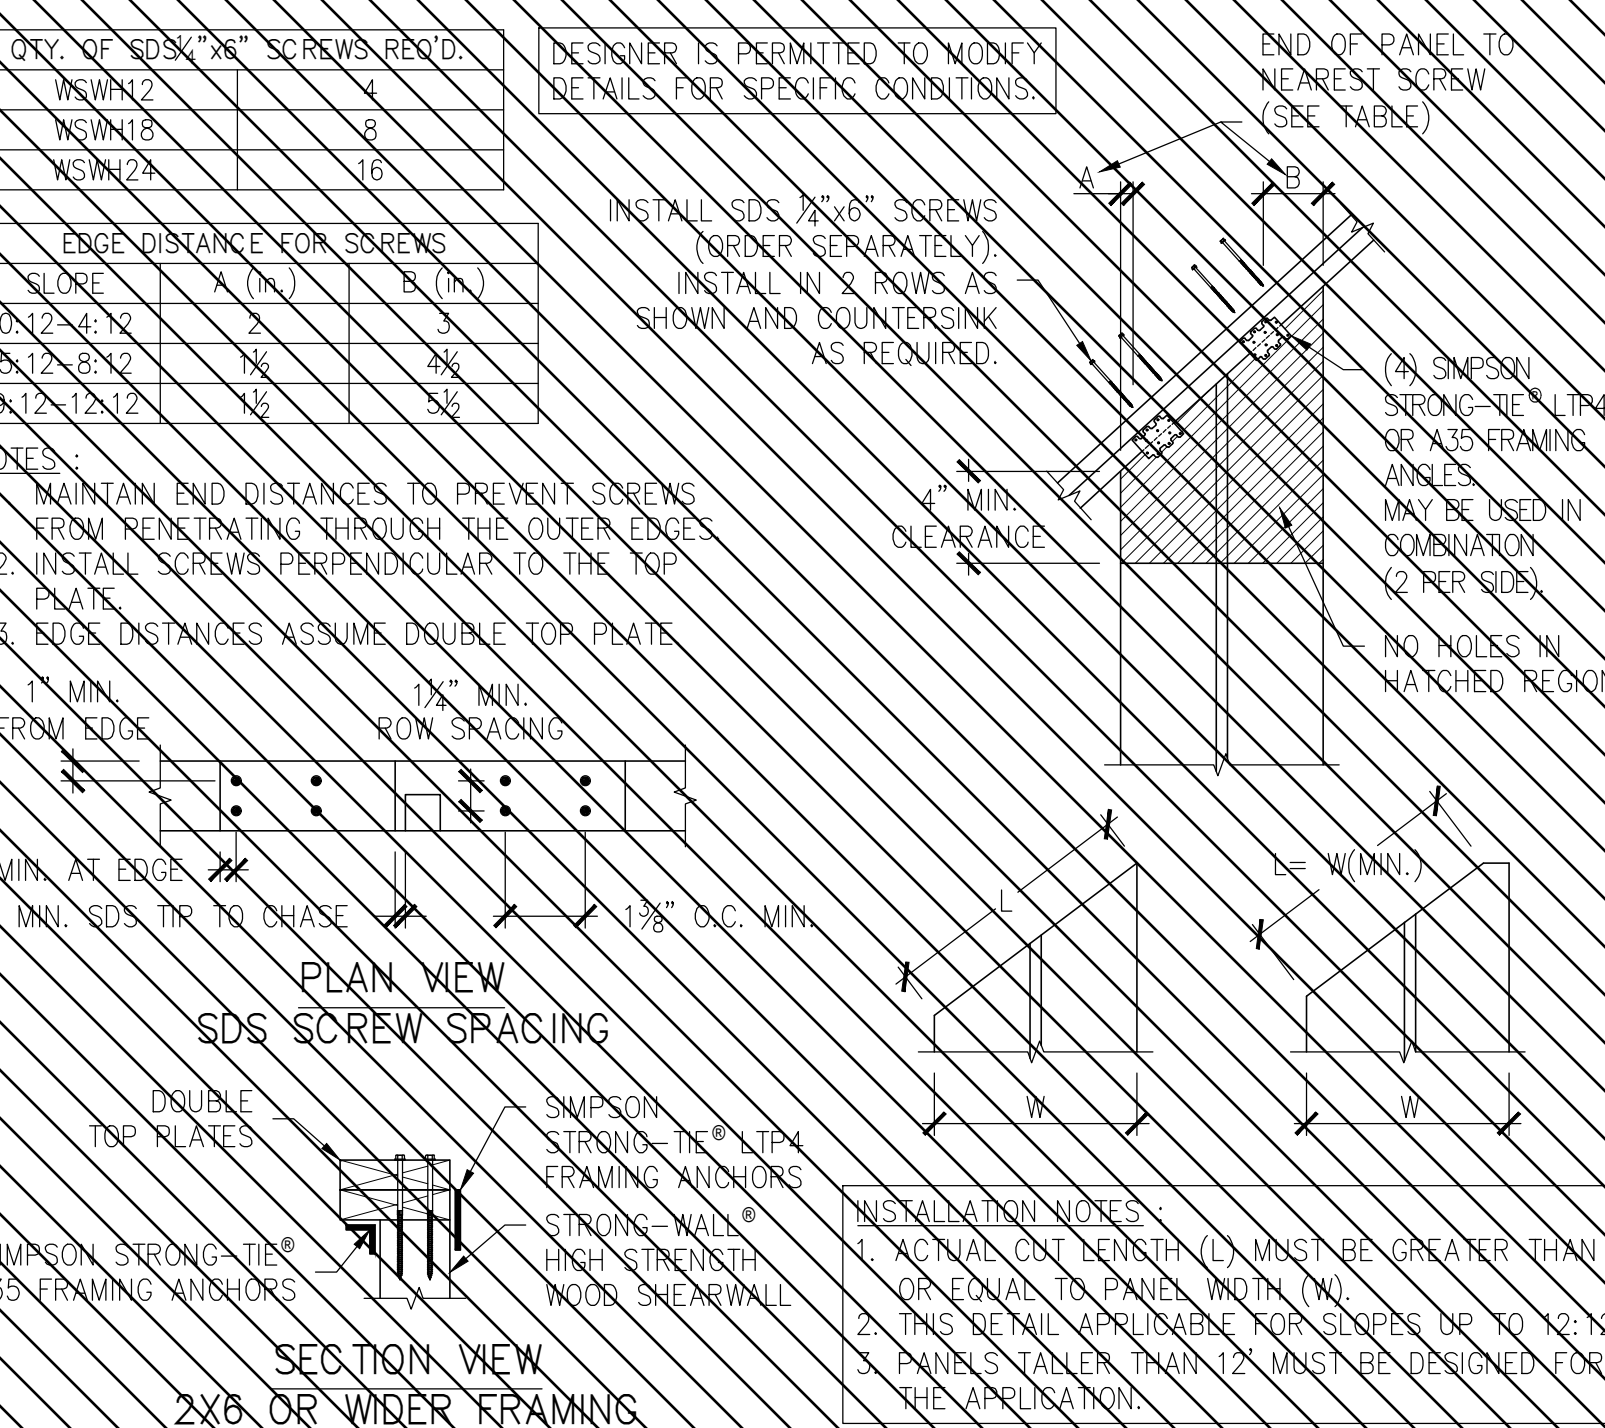 QTY. OF SDS¼"x6" SCREWS REQ'D.
WSWH12 4
WSWH18 8
WSWH24 16
EDGE DISTANCE FOR SCREWS
SLOPE A (in.) B (in.)
0:12-4:12 2 3
5:12-8:12 1½ 4½
9:12-12:12 1½ 5½
DESIGNER IS PERMITTED TO MODIFY
DETAILS FOR SPECIFIC CONDITIONS.
END OF PANEL TO
NEAREST SCREW
(SEE TABLE)
A
B
INSTALL SDS ¼"x6" SCREWS
(ORDER SEPARATELY).
INSTALL IN 2 ROWS AS
SHOWN AND COUNTERSINK
AS REQUIRED.
(4) SIMPSON
STRONG-TIE® LTP4
OR A35 FRAMING
ANGLES.
MAY BE USED IN
COMBINATION
(2 PER SIDE).
4" MIN.
CLEARANCE
NO HOLES IN
HATCHED REGION
OTES :
MAINTAIN END DISTANCES TO PREVENT SCREWS
FROM PENETRATING THROUGH THE OUTER EDGES.
2. INSTALL SCREWS PERPENDICULAR TO THE TOP
PLATE.
3. EDGE DISTANCES ASSUME DOUBLE TOP PLATE
1" MIN.
FROM EDGE
1¼" MIN.
ROW SPACING
MIN. AT EDGE
MIN. SDS TIP TO CHASE
1⅜" O.C. MIN.
PLAN VIEW
SDS SCREW SPACING
L
W
L= W(MIN.)
W
DOUBLE
TOP PLATES
SIMPSON
STRONG-TIE® LTP4
FRAMING ANCHORS
STRONG-WALL®
HIGH STRENGTH
WOOD SHEARWALL
IMPSON STRONG-TIE®
35 FRAMING ANCHORS
SECTION VIEW
2X6 OR WIDER FRAMING
INSTALLATION NOTES :
1. ACTUAL CUT LENGTH (L) MUST BE GREATER THAN
OR EQUAL TO PANEL WIDTH (W).
2. THIS DETAIL APPLICABLE FOR SLOPES UP TO 12:12
3. PANELS TALLER THAN 12' MUST BE DESIGNED FOR
THE APPLICATION.